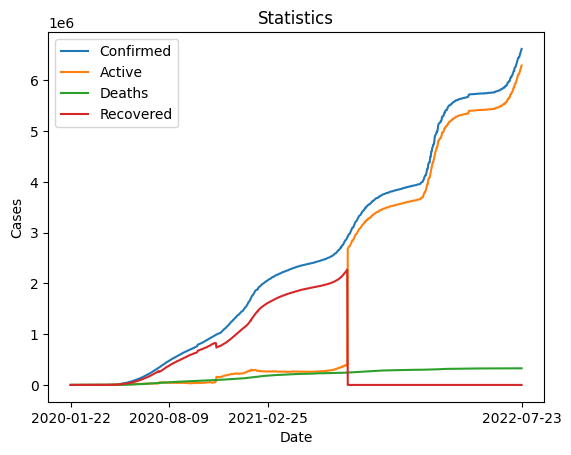 Statistics
1e6
Confirmed
Active
Deaths
Recovered
6
5
4
3
2
1
0
Cases
2020-01-22 2020-08-09 2021-02-25 2022-07-23
Date